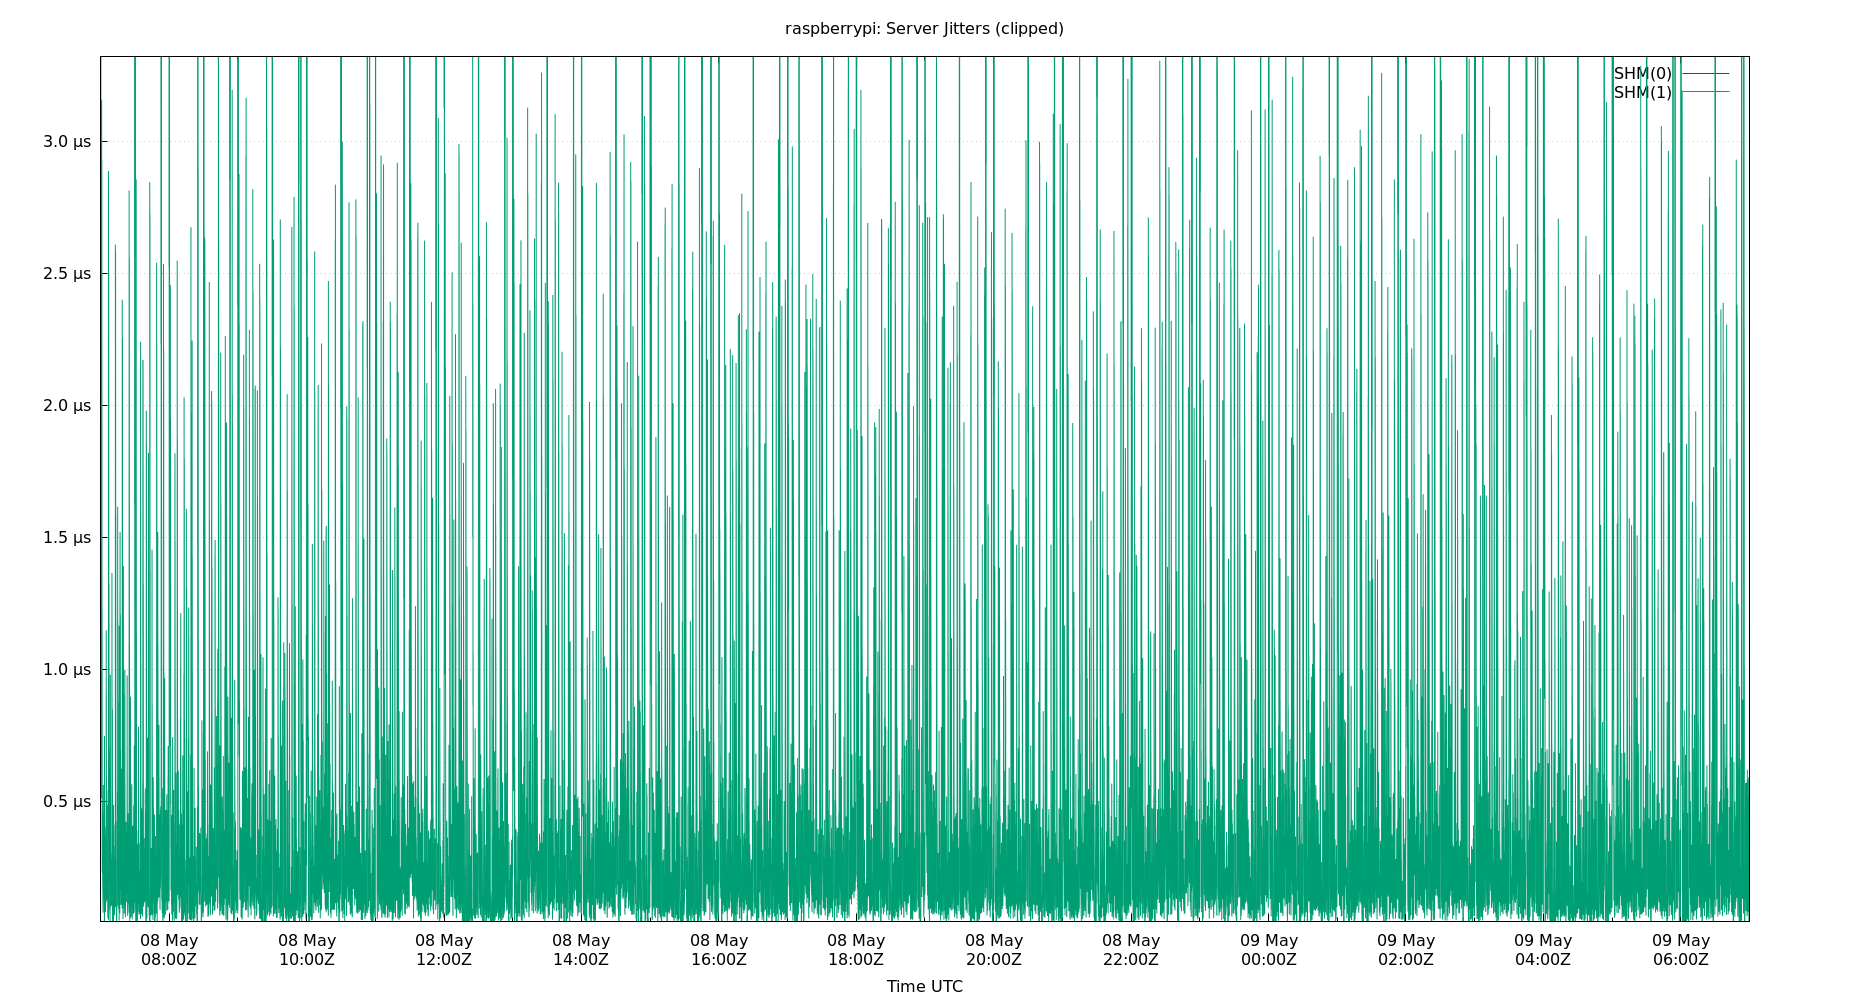 raspberrypi: Server Jitters (clipped)
SHM(0)
SHM(1)
3.0 µs
2.5 µs
2.0 µs
1.5 µs
1.0 µs
0.5 µs
08 May 08 May 08 May 08 May 08 May 08 May 08 May 08 May 09 May 09 May 09 May 09 May
08:00Z 10:00Z 12:00Z 14:00Z 16:00Z 18:00Z 20:00Z 22:00Z 00:00Z 02:00Z 04:00Z 06:00Z
Time UTC